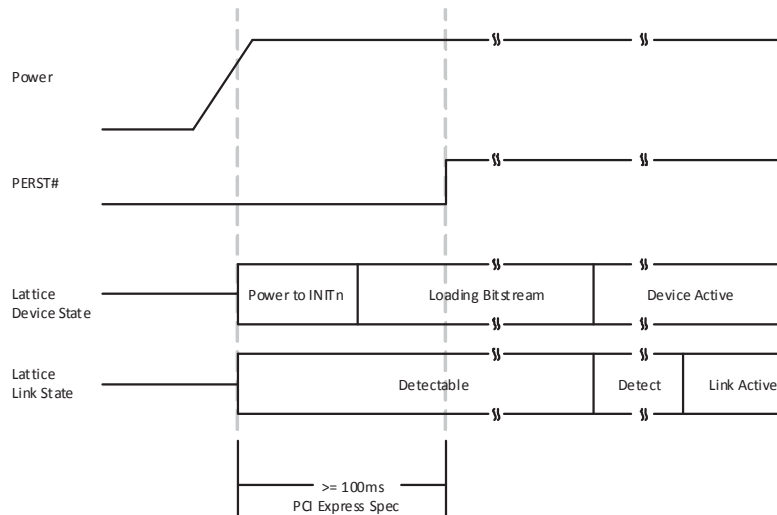 Power
PERST#
Lattice
Device State
Power to INITn
Loading Bitstream
Device Active
Lattice
Link State
Detectable
Detect
Link Active
>= 100ms
PCI Express Spec